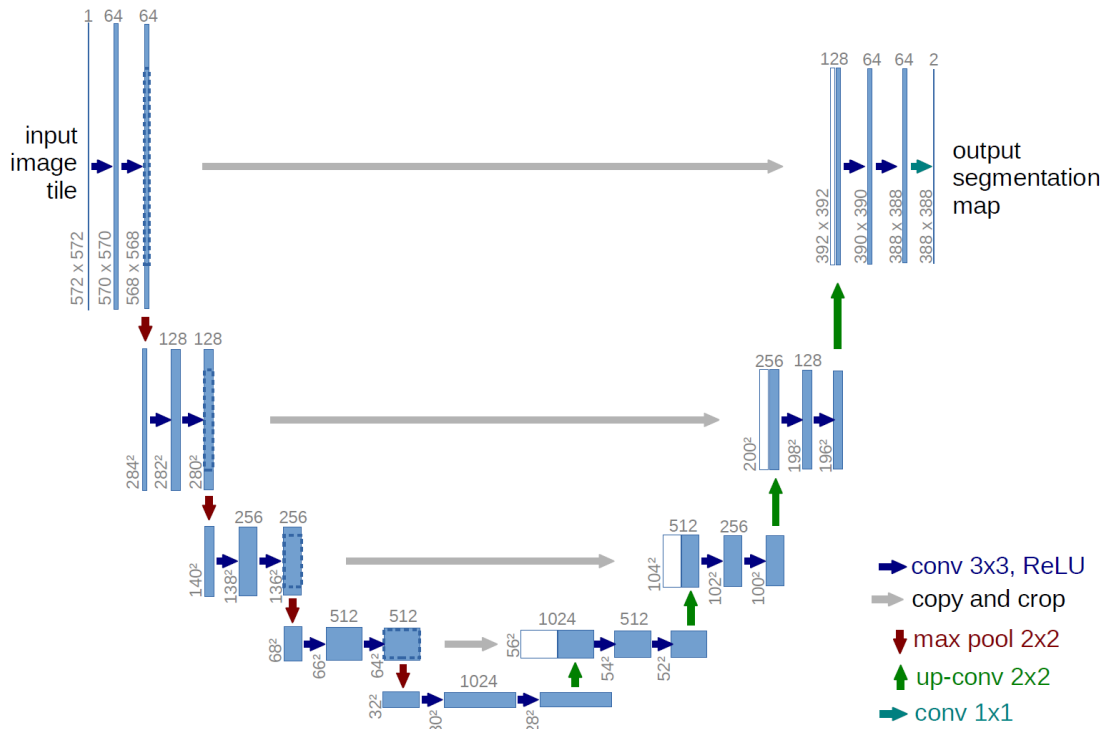 1 64 64
input
image
tile
572 x 572
570 x 570
568 x 568
128 64 64 2
output
segmentation
map
392 x 392
390 x 390
388 x 388
388 x 388
128 128
284²
282²
280²
256 128
200²
198²
196²
256 256
140²
138²
136²
512 256
104²
102²
100²
512 512
68²
66²
64²
1024 512
56²
54²
52²
1024
32²
30²
28²
conv 3x3, ReLU
copy and crop
max pool 2x2
up-conv 2x2
conv 1x1